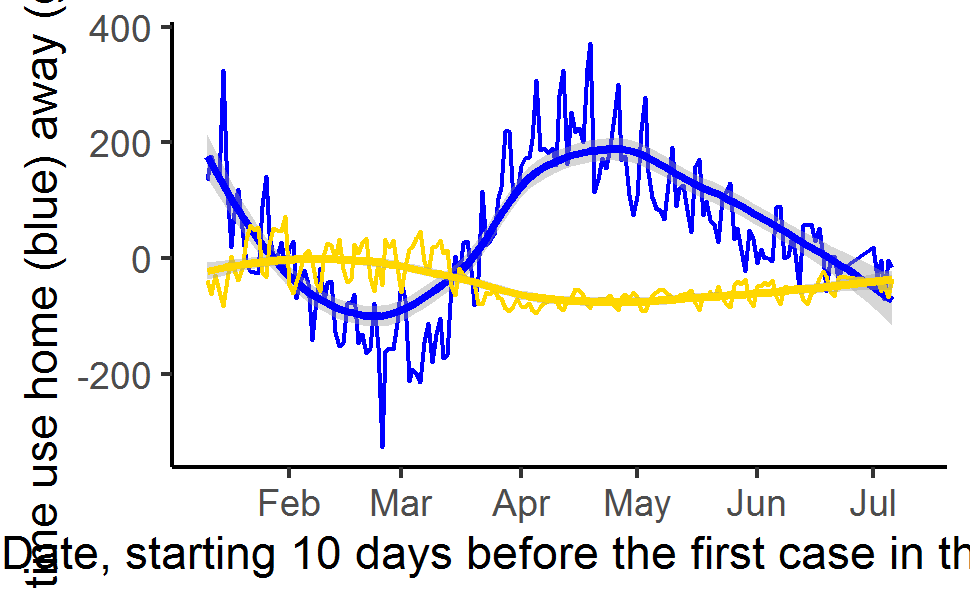 time use home (blue) away (
400
200
0
-200
Feb Mar Apr May Jun Jul
Date, starting 10 days before the first case in th